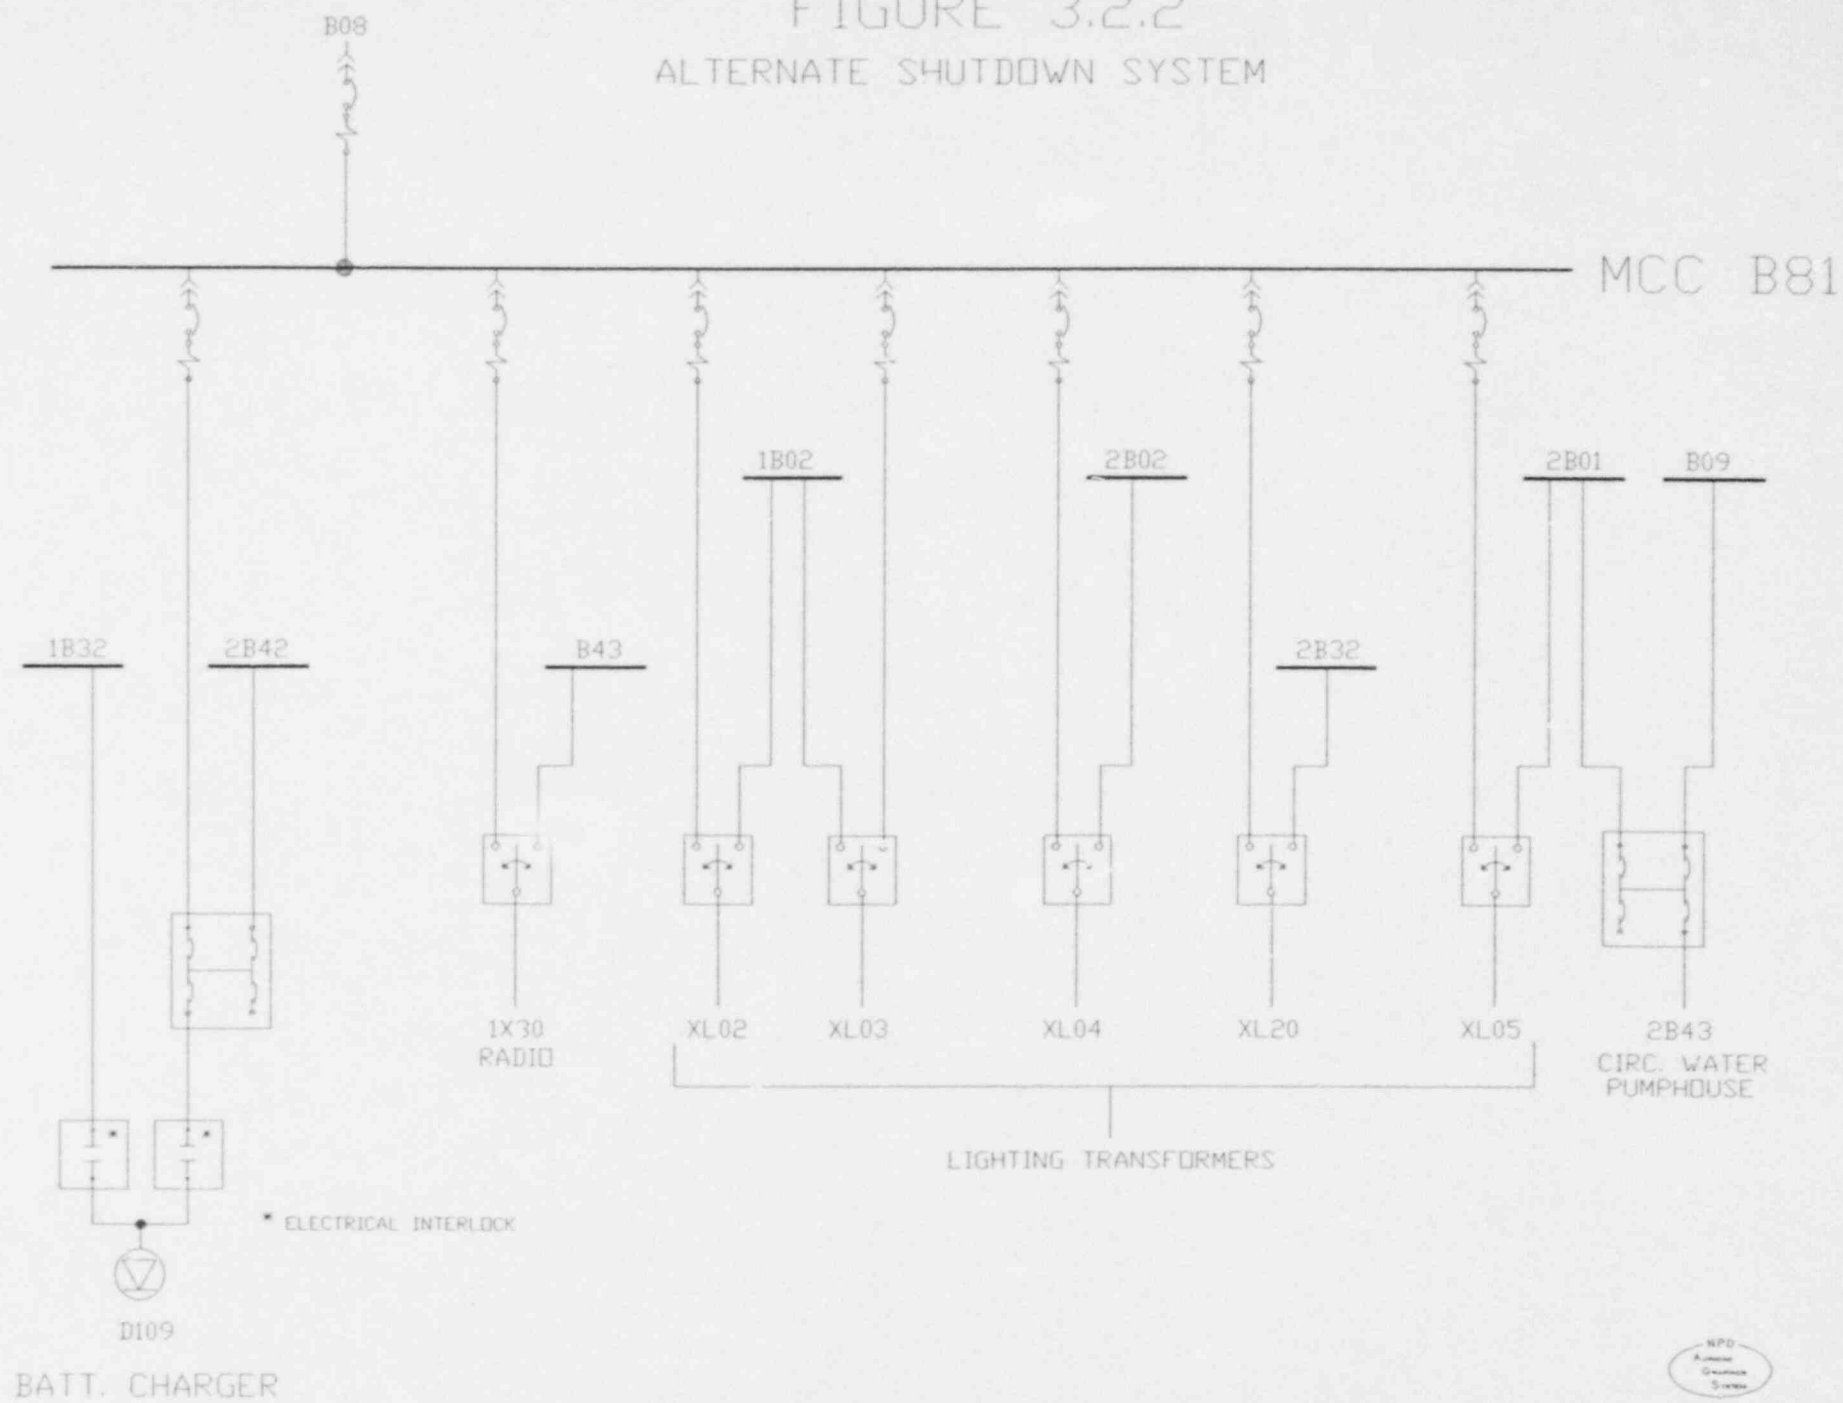 FIGURE 3.2.2
ALTERNATE SHUTDOWN SYSTEM
B08
MCC B81
1B02
2B02
2B01
B09
1B32
2B42
B43
2B32
1X30
RADIO
XL02
XL03
XL04
XL20
XL05
2B43
CIRC. WATER
PUMPHOUSE
LIGHTING TRANSFORMERS
*
*
* ELECTRICAL INTERLOCK
D109
BATT. CHARGER
NPD